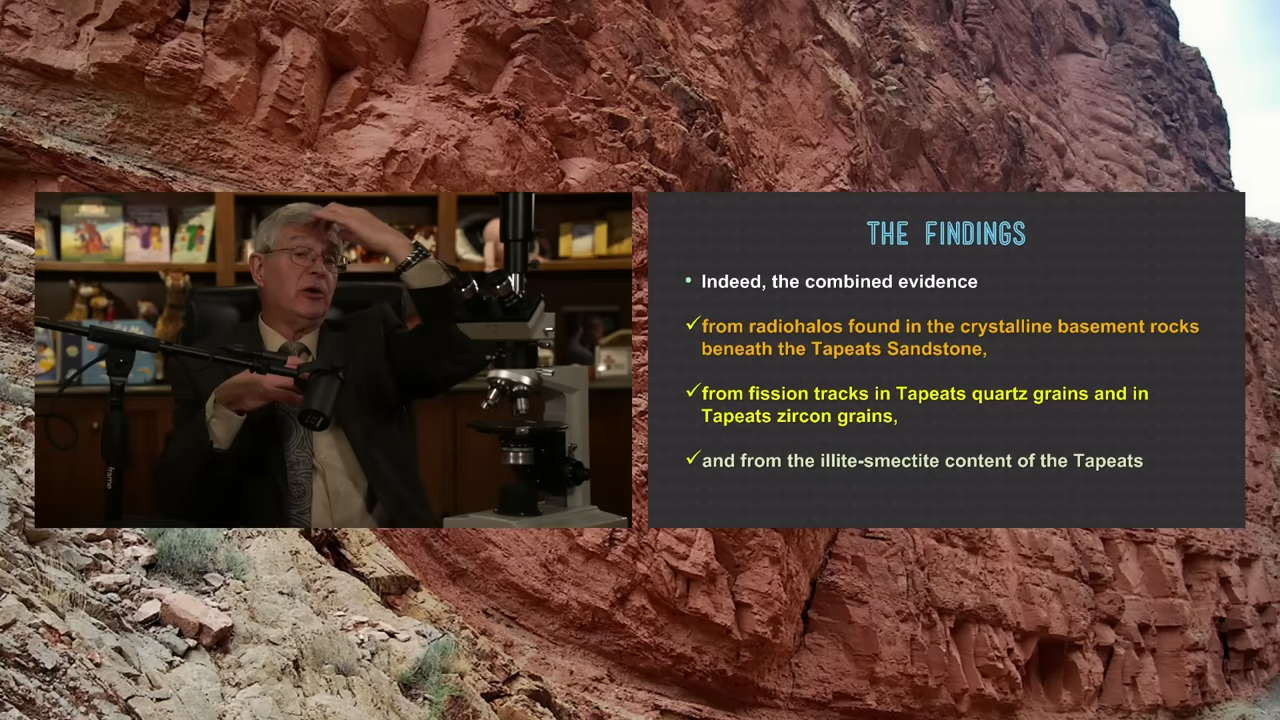 THE FINDINGS
• Indeed, the combined evidence
✓from radiohalos found in the crystalline basement rocks
beneath the Tapeats Sandstone,
✓from fission tracks in Tapeats quartz grains and in
Tapeats zircon grains,
✓and from the illite-smectite content of the Tapeats